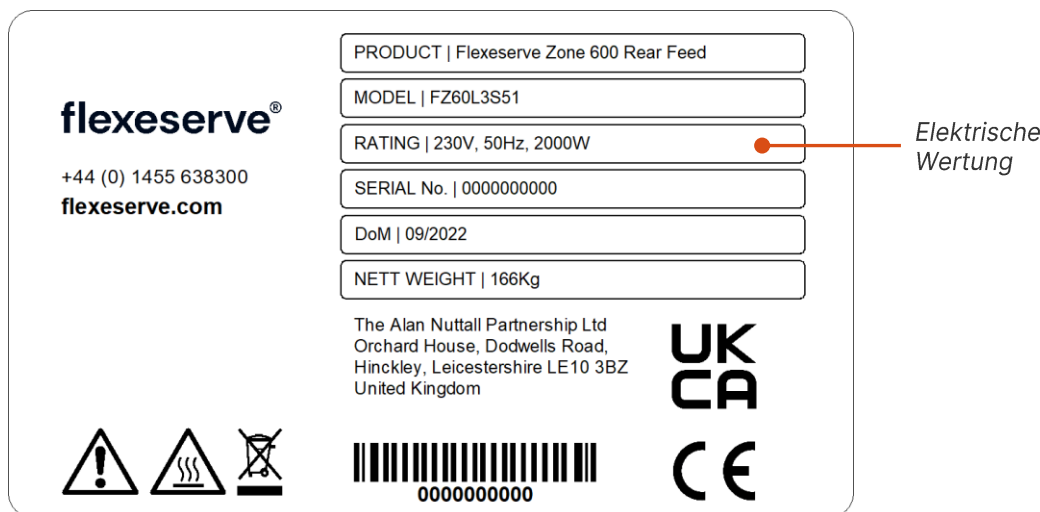 flexeserve®
+44 (0) 1455 638300
flexeserve.com
PRODUCT | Flexeserve Zone 600 Rear Feed
MODEL | FZ60L3S51
RATING | 230V, 50Hz, 2000W
SERIAL No. | 0000000000
DoM | 09/2022
NETT WEIGHT | 166Kg
Elektrische
Wertung
The Alan Nuttall Partnership Ltd
Orchard House, Dodwells Road,
Hinckley, Leicestershire LE10 3BZ
United Kingdom
UK
CA
0000000000
CE